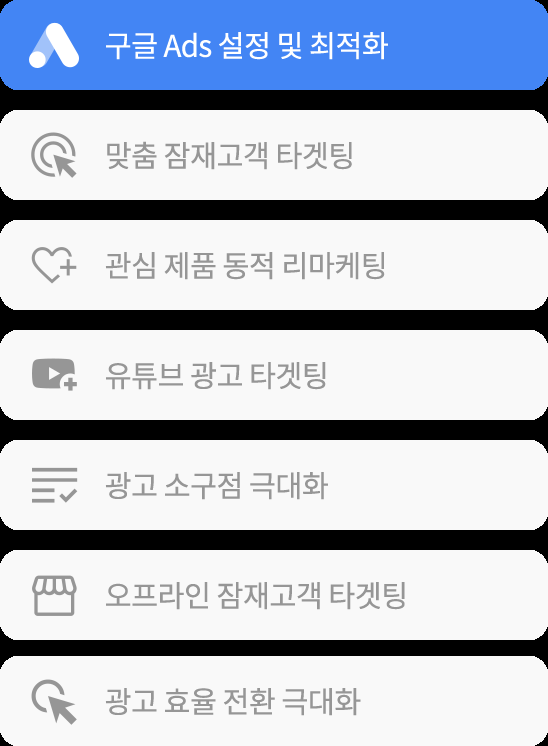 구글 Ads 설정 및 최적화
맞춤 잠재고객 타겟팅
관심 제품 동적 리마케팅
유튜브 광고 타겟팅
광고 소구점 극대화
오프라인 잠재고객 타겟팅
광고 효율 전환 극대화